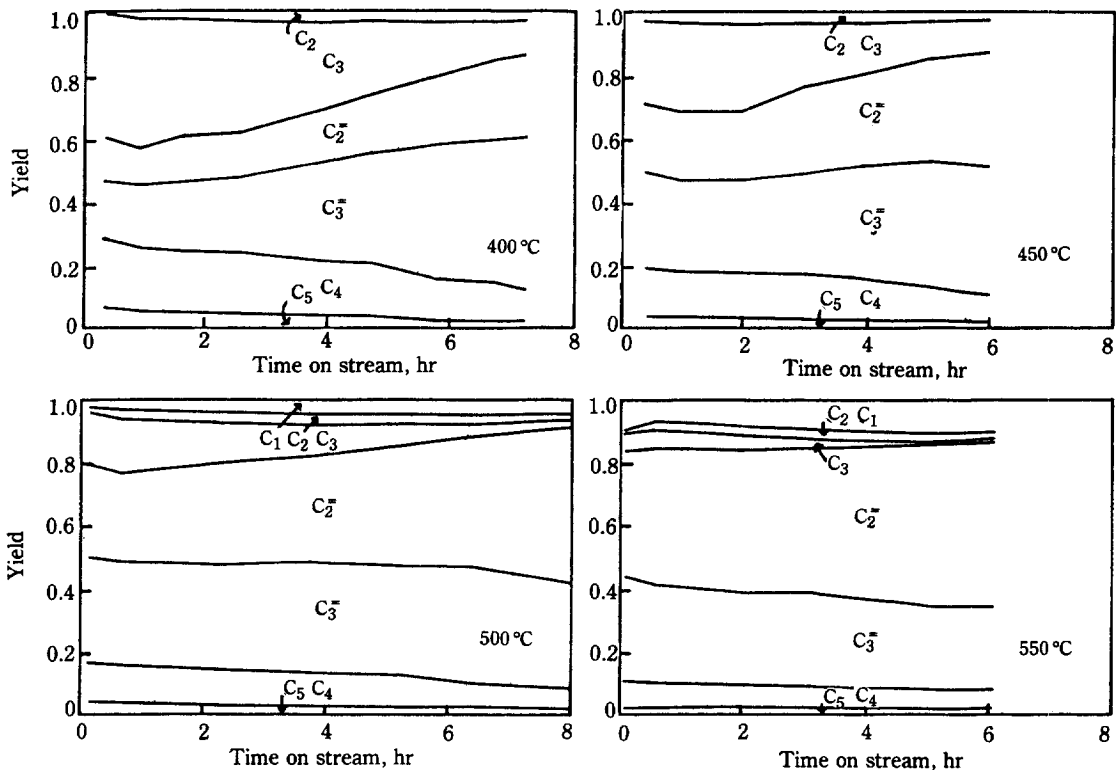 1.0
0.8
0.6
0.4
0.2
0
Yield
C₂
C₃
C₂⁼
C₃⁼
400 °C
C₅ C₄
0 2 4 6 8
Time on stream, hr
1.0
0.8
0.6
0.4
0.2
0
C₂ C₃
C₂⁼
C₃⁼
450 °C
C₅ C₄
0 2 4 6 8
Time on stream, hr
1.0
0.8
0.6
0.4
0.2
0
Yield
C₁ C₂ C₃
C₂⁼
C₃⁼
500 °C
C₅ C₄
0 2 4 6 8
Time on stream, hr
1.0
0.8
0.6
0.4
0.2
0
C₂ C₁
C₃
C₂⁼
C₃⁼
550 °C
C₅ C₄
0 2 4 6 8
Time on stream, hr